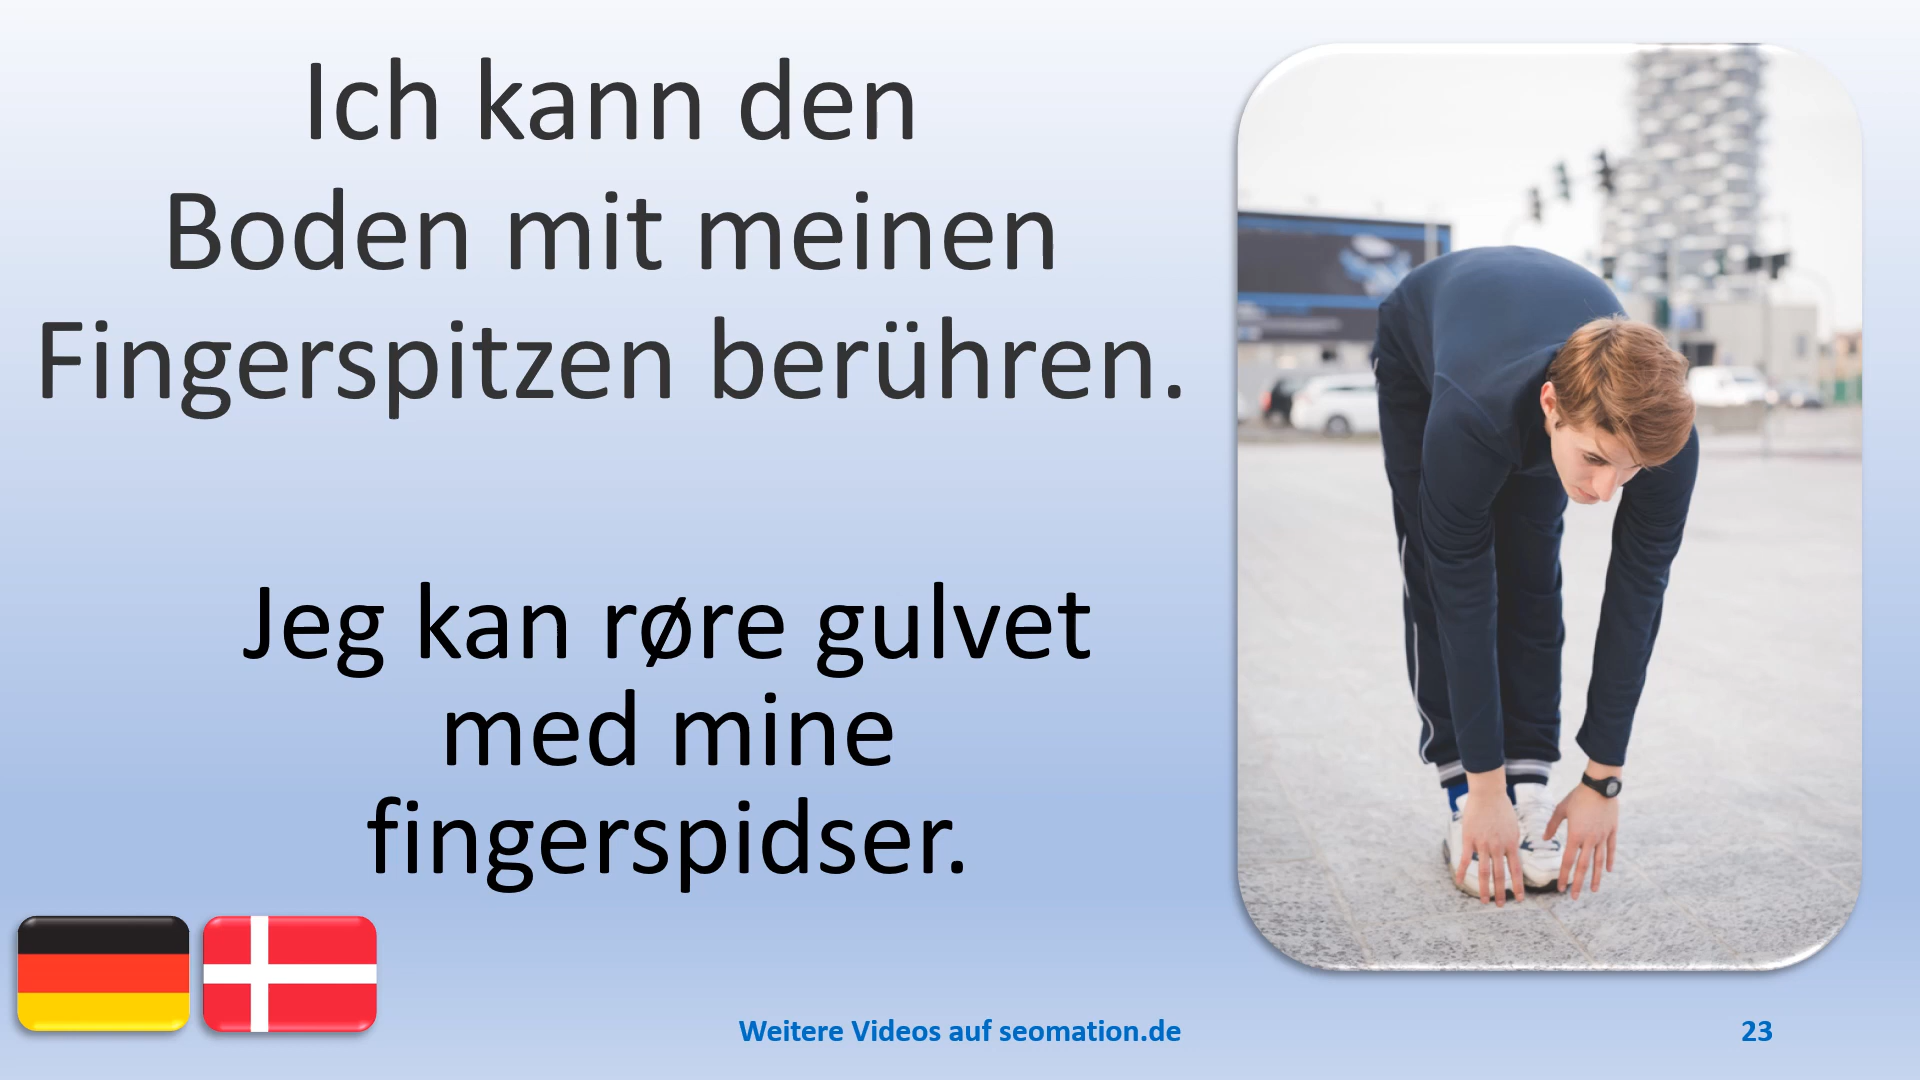 Ich kann den
Boden mit meinen
Fingerspitzen berühren.
Jeg kan røre gulvet
med mine
fingerspidser.
Weitere Videos auf seomation.de
23